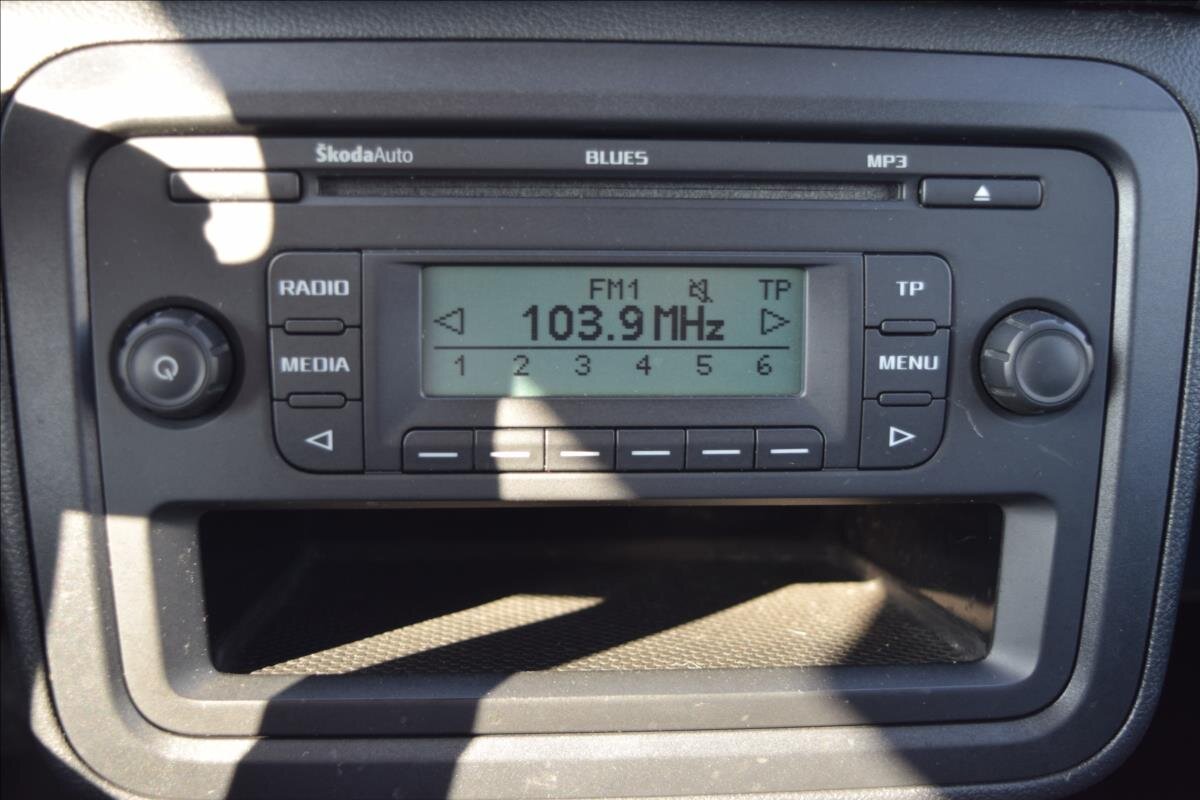 ŠkodaAuto BLUES MP3
RADIO
MEDIA
FM1 TP
103.9 MHz
1 2 3 4 5 6
TP
MENU